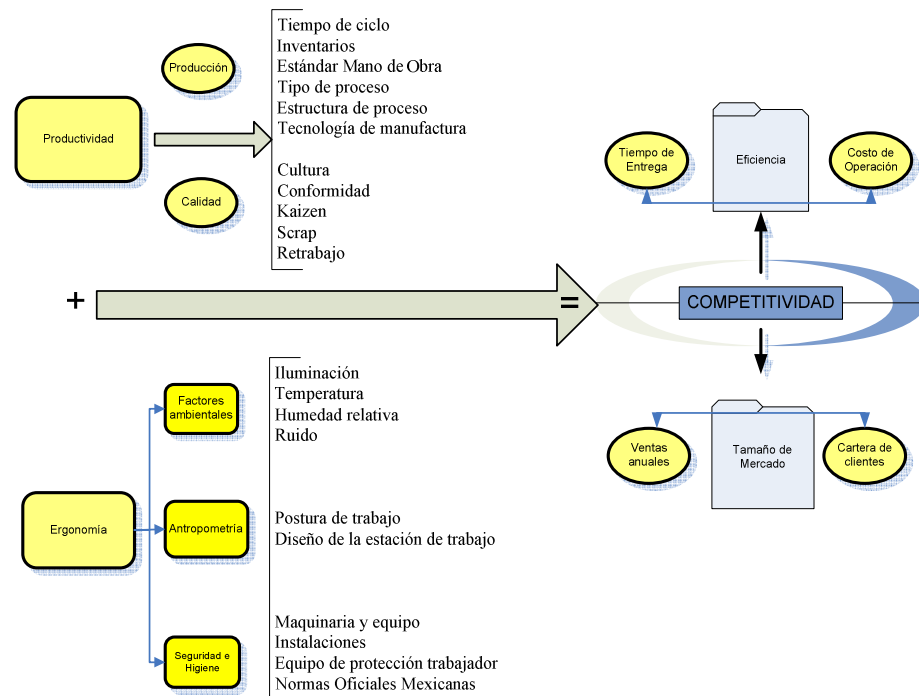 Producción
Productividad
Calidad
Tiempo de ciclo
Inventarios
Estándar Mano de Obra
Tipo de proceso
Estructura de proceso
Tecnología de manufactura
Cultura
Conformidad
Kaizen
Scrap
Retrabajo
Tiempo de
Entrega
Eficiencia
Costo de
Operación
+
=
COMPETITIVIDAD
Ventas
anuales
Tamaño de
Mercado
Cartera de
clientes
Ergonomía
Factores
ambientales
Iluminación
Temperatura
Humedad relativa
Ruido
Antropometría
Postura de trabajo
Diseño de la estación de trabajo
Seguridad e
Higiene
Maquinaria y equipo
Instalaciones
Equipo de protección trabajador
Normas Oficiales Mexicanas